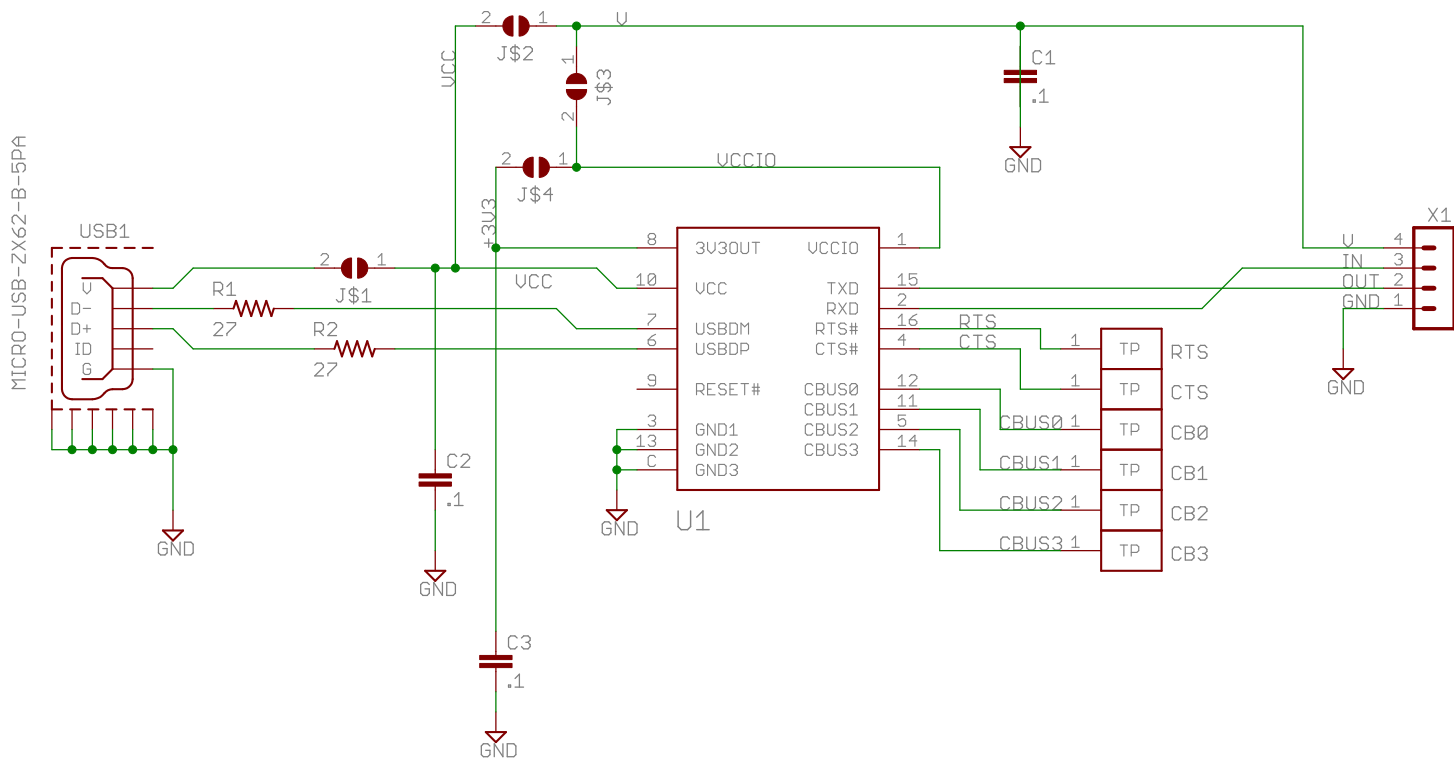 2 1 V
J$2
VCC
1
J$3
2
C1
.1
GND
2 1 VCCIO
J$4
+3V3
MICRO-USB-ZX62-B-5PA
USB1
V
D-
D+
ID
G
2 1
J$1
VCC
R1
27
R2
27
8 3V3OUT VCCIO 1
10 VCC TXD 15
RXD 2
7 USBDM RTS# 16
6 USBDP CTS# 4
9 RESET# CBUS0 12
CBUS1 11
3 GND1 CBUS2 5
13 GND2 CBUS3 14
C GND3
U1
GND
X1
V 4
IN 3
OUT 2
GND 1
GND
RTS
CTS
1 TP RTS
1 TP CTS
CBUS0 1 TP CB0
CBUS1 1 TP CB1
CBUS2 1 TP CB2
CBUS3 1 TP CB3
GND
C2
.1
GND
C3
.1
GND